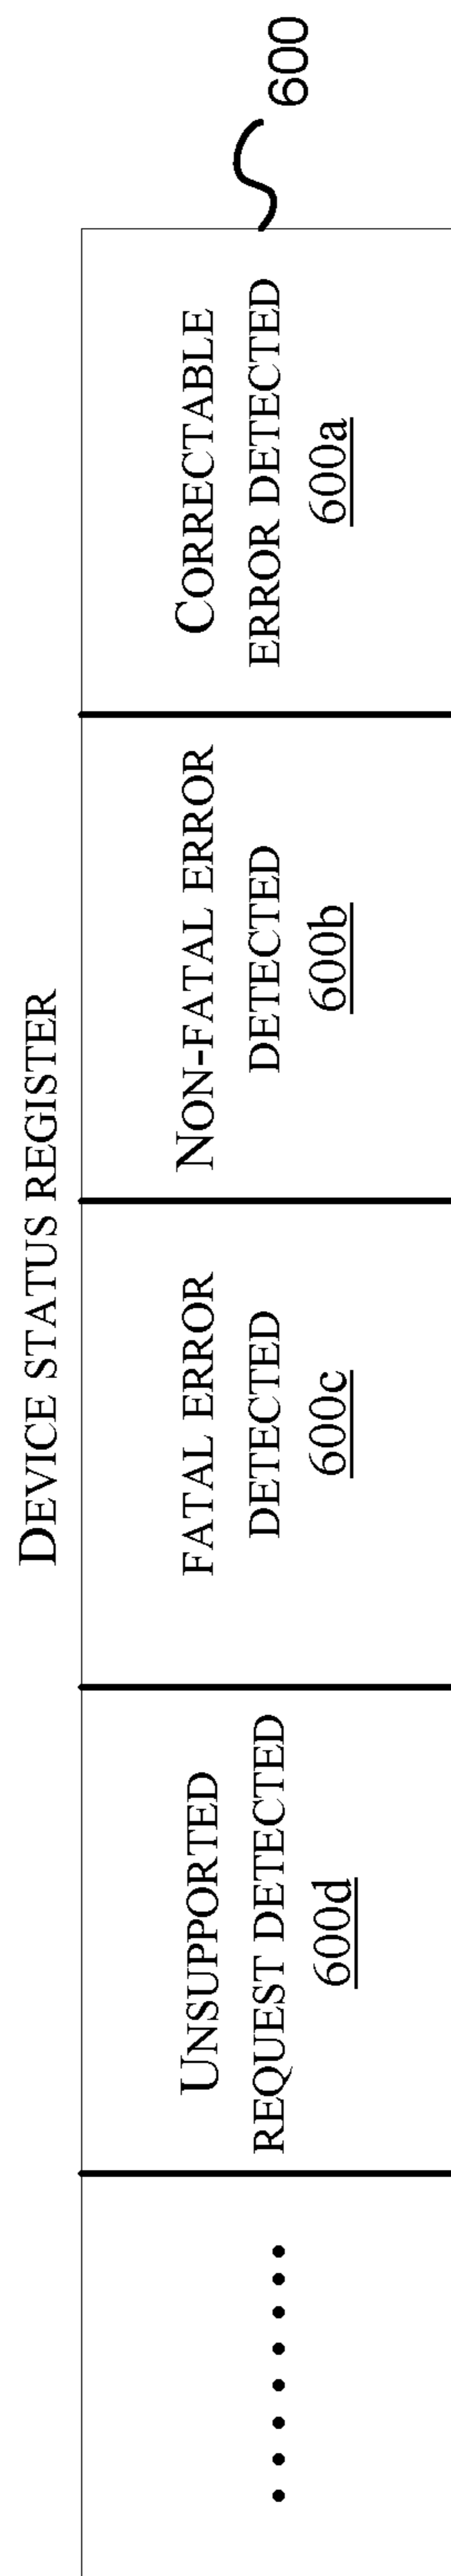 DEVICE STATUS REGISTER
........
UNSUPPORTED
REQUEST DETECTED
600d
FATAL ERROR
DETECTED
600c
NON-FATAL ERROR
DETECTED
600b
CORRECTABLE
ERROR DETECTED
600a
600